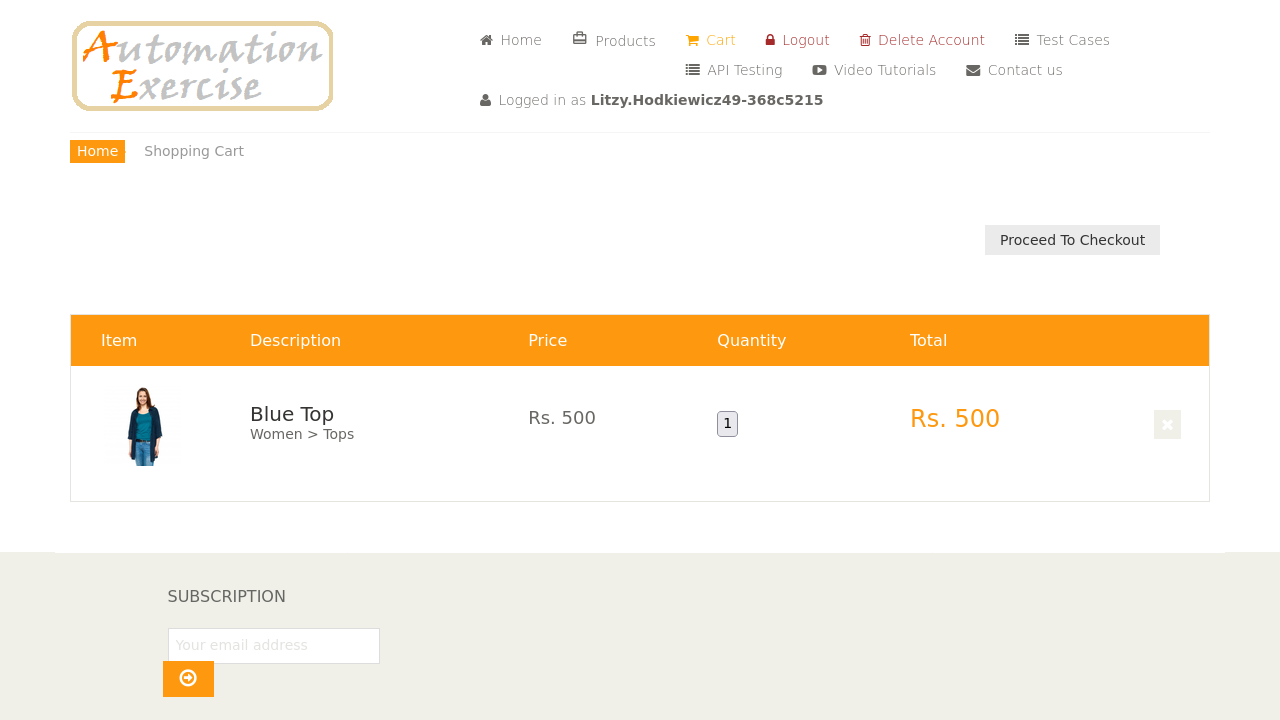 Automation
Exercise
Home
Products
Cart
Logout
Delete Account
Test Cases
API Testing
Video Tutorials
Contact us
Logged in as Litzy.Hodkiewicz49-368c5215
Home
Shopping Cart
Proceed To Checkout
Item Description Price Quantity Total
Blue Top
Women > Tops
Rs. 500
1
Rs. 500
SUBSCRIPTION
Your email address